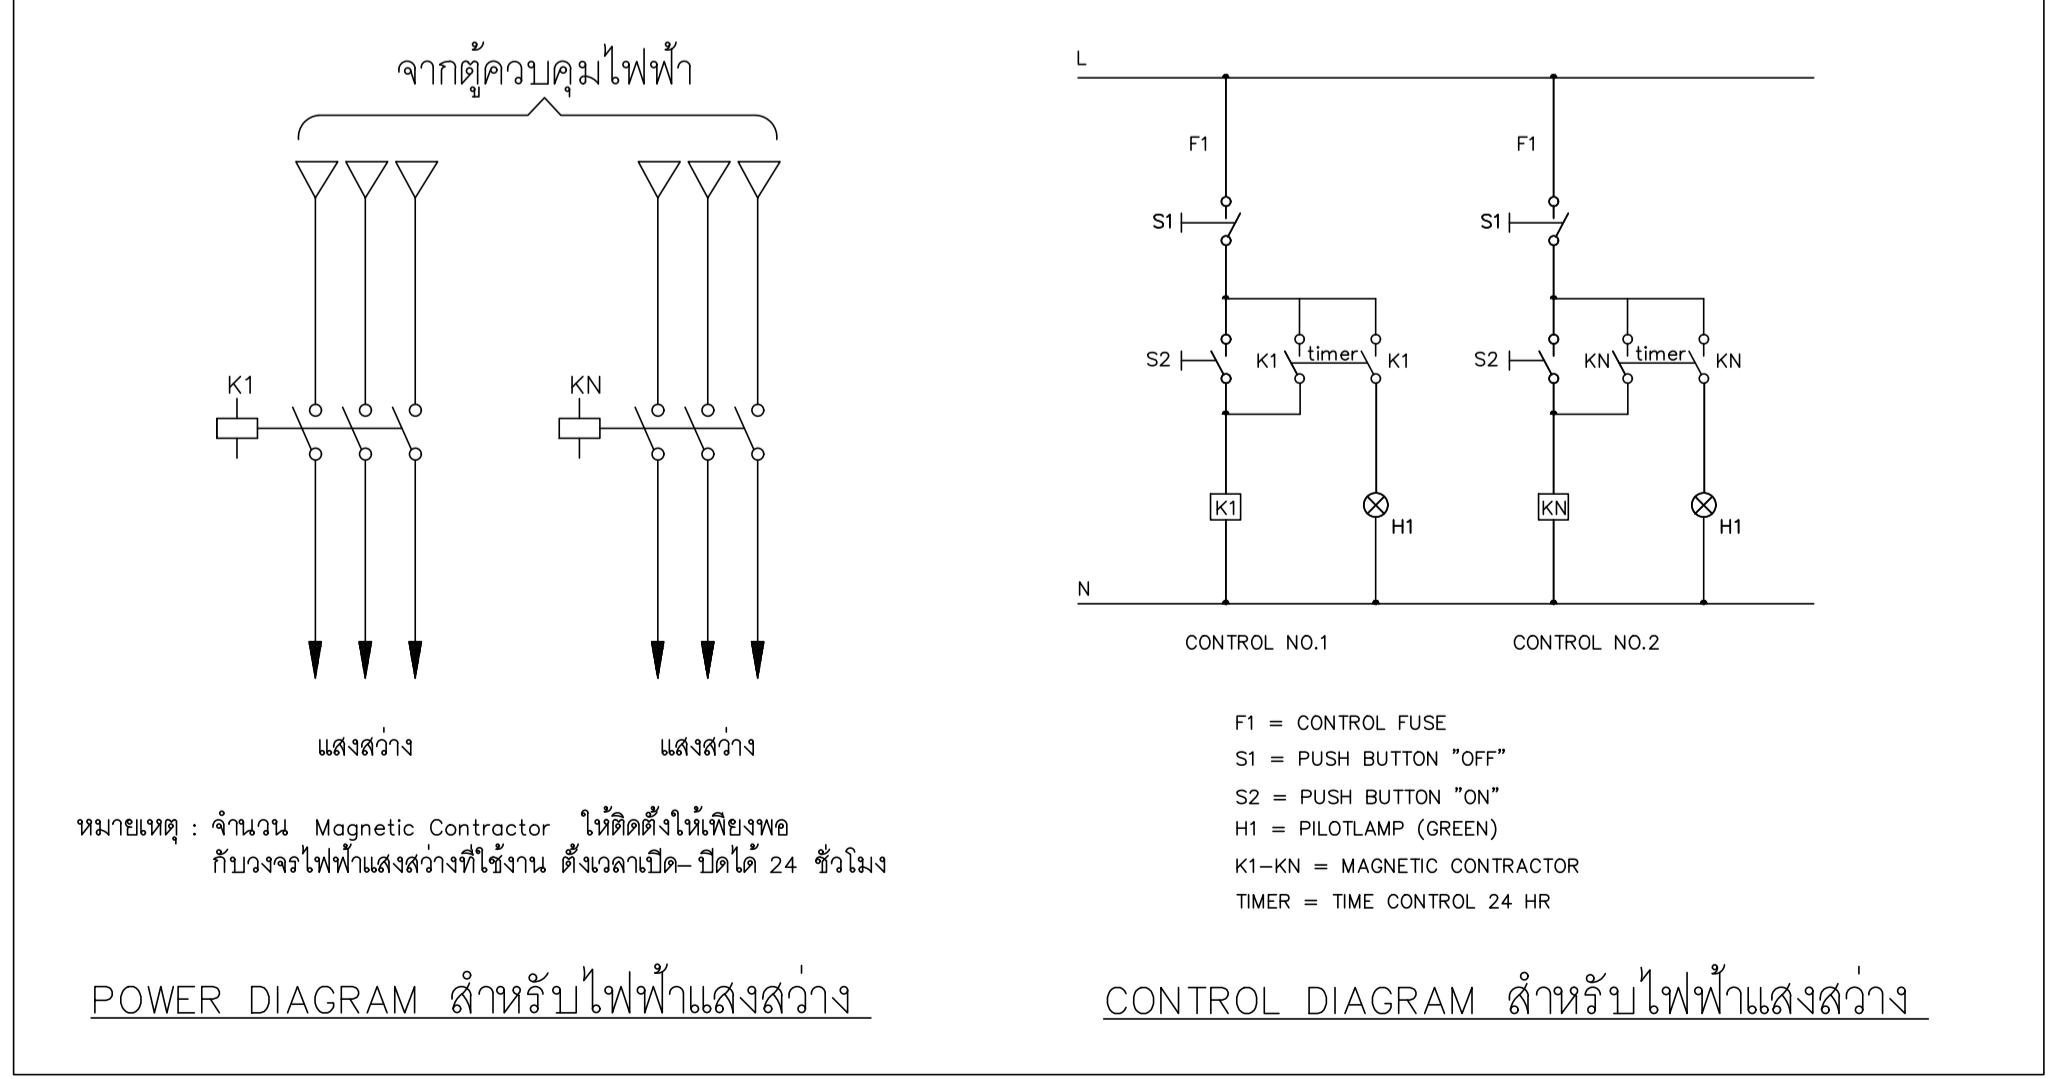 จากตู้ควบคุมไฟฟ้า
K1
KN
แสงสว่าง
แสงสว่าง
หมายเหตุ : จำนวน Magnetic Contractor ให้ติดตั้งให้เพียงพอ
กับวงจรไฟฟ้าแสงสว่างที่ใช้งาน ตั้งเวลาเปิด-ปิดได้ 24 ชั่วโมง
POWER DIAGRAM สำหรับไฟฟ้าแสงสว่าง
L
F1
F1
S1
S1
S2
K1
timer
K1
S2
KN
timer
KN
K1
H1
KN
H1
N
CONTROL NO.1
CONTROL NO.2
F1 = CONTROL FUSE
S1 = PUSH BUTTON "OFF"
S2 = PUSH BUTTON "ON"
H1 = PILOTLAMP (GREEN)
K1-KN = MAGNETIC CONTRACTOR
TIMER = TIME CONTROL 24 HR
CONTROL DIAGRAM สำหรับไฟฟ้าแสงสว่าง